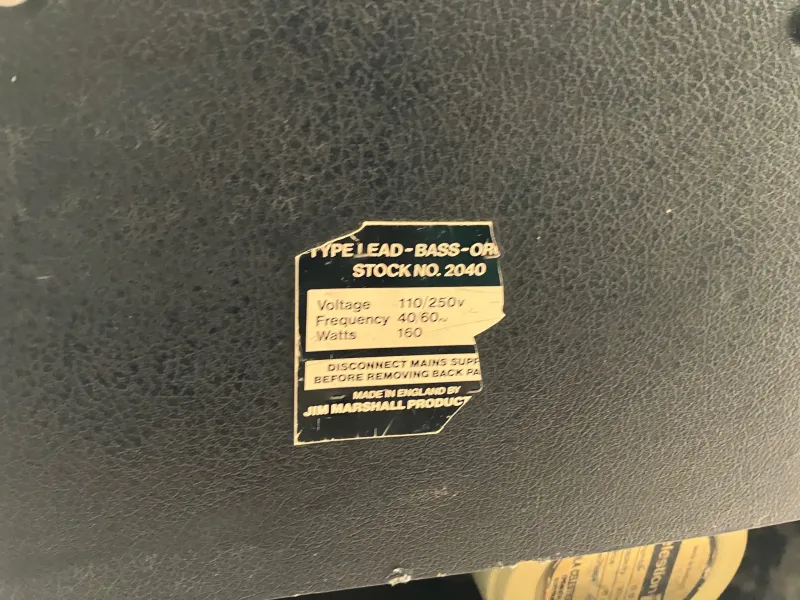 TYPE LEAD-BASS-OR
STOCK NO. 2040
Voltage 110/250v
Frequency 40/60~
Watts 160
DISCONNECT MAINS SUPP
BEFORE REMOVING BACK PA
MADE IN ENGLAND BY
JIM MARSHALL PRODUCT